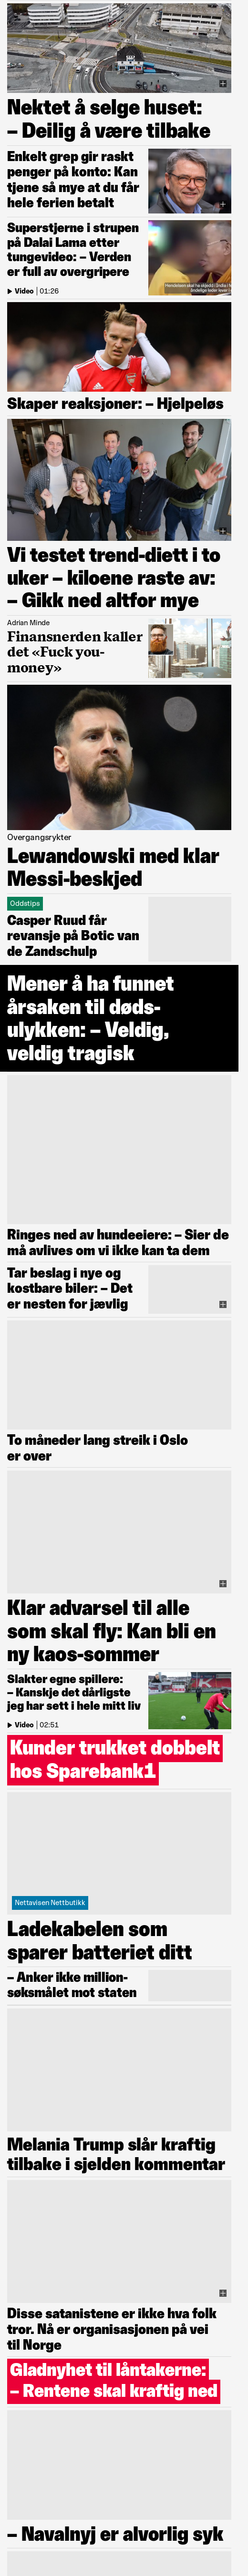 Nektet å selge huset:
– Deilig å være tilbake
Enkelt grep gir raskt
penger på konto: Kan
tjene så mye at du får
hele ferien betalt
Superstjerne i strupen
på Dalai Lama etter
tungevideo: – Verden
er full av overgripere
Video | 01:26
Skaper reaksjoner: – Hjelpeløs
Vi testet trend-diett i to
uker – kiloene raste av:
– Gikk ned altfor mye
Adrian Minde
Finansnerden kaller
det «Fuck you-
money»
Overgangsrykter
Lewandowski med klar
Messi-beskjed
Oddstips
Casper Ruud får
revansje på Botic van
de Zandschulp
Mener å ha funnet
årsaken til døds-
ulykken: – Veldig,
veldig tragisk
Ringes ned av hundeeiere: – Sier de
må avlives om vi ikke kan ta dem
Tar beslag i nye og
kostbare biler: – Det
er nesten for jævlig
To måneder lang streik i Oslo
er over
Klar advarsel til alle
som skal fly: Kan bli en
ny kaos-sommer
Slakter egne spillere:
– Kanskje det dårligste
jeg har sett i hele mitt liv
Video | 02:51
Kunder trukket dobbelt
hos Sparebank1
Nettavisen Nettbutikk
Ladekabelen som
sparer batteriet ditt
– Anker ikke million-
søksmålet mot staten
Melania Trump slår kraftig
tilbake i sjelden kommentar
Disse satanistene er ikke hva folk
tror. Nå er organisasjonen på vei
til Norge
Gladnyhet til låntakerne:
– Rentene skal kraftig ned
– Navalnyj er alvorlig syk